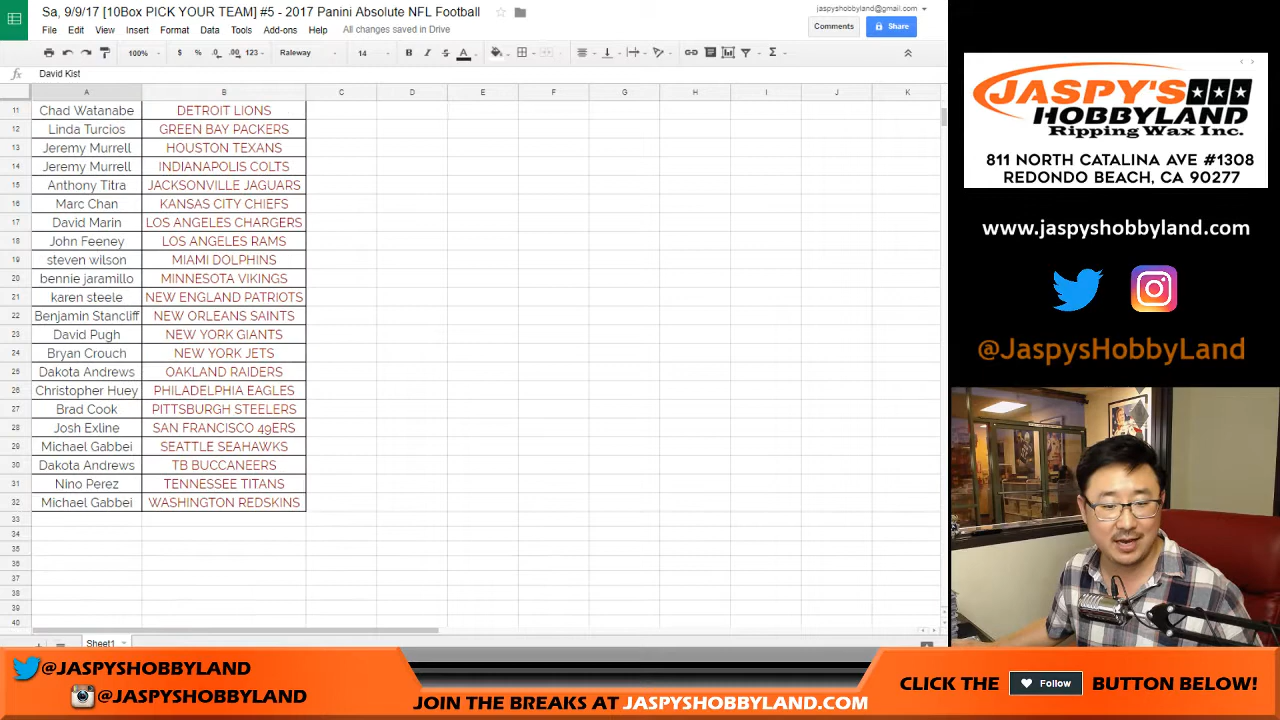 Sa, 9/9/17 [10Box PICK YOUR TEAM] #5 - 2017 Panini Absolute NFL Football
jaspyshobbyland@gmail.com
File Edit View Insert Format Data Tools Add-ons Help All changes saved in Drive
Comments
Share
100% $ % .0 .00 123 Raleway 14 B I S A
fx David Kist
A B C D E F G H I J K
11 Chad Watanabe DETROIT LIONS
12 Linda Turcios GREEN BAY PACKERS
13 Jeremy Murrell HOUSTON TEXANS
14 Jeremy Murrell INDIANAPOLIS COLTS
15 Anthony Titra JACKSONVILLE JAGUARS
16 Marc Chan KANSAS CITY CHIEFS
17 David Marin LOS ANGELES CHARGERS
18 John Feeney LOS ANGELES RAMS
19 steven wilson MIAMI DOLPHINS
20 bennie jaramillo MINNESOTA VIKINGS
21 karen steele NEW ENGLAND PATRIOTS
22 Benjamin Stancliff NEW ORLEANS SAINTS
23 David Pugh NEW YORK GIANTS
24 Bryan Crouch NEW YORK JETS
25 Dakota Andrews OAKLAND RAIDERS
26 Christopher Huey PHILADELPHIA EAGLES
27 Brad Cook PITTSBURGH STEELERS
28 Josh Exline SAN FRANCISCO 49ERS
29 Michael Gabbei SEATTLE SEAHAWKS
30 Dakota Andrews TB BUCCANEERS
31 Nino Perez TENNESSEE TITANS
32 Michael Gabbei WASHINGTON REDSKINS
33
34
35
36
37
38
39
40
Sheet1
JASPY'S
HOBBYLAND
Ripping Wax Inc.
811 NORTH CATALINA AVE #1308
REDONDO BEACH, CA 90277
www.jaspyshobbyland.com
@JaspysHobbyLand
@JASPYSHOBBYLAND
@JASPYSHOBBYLAND
JOIN THE BREAKS AT JASPYSHOBBYLAND.COM
CLICK THE Follow BUTTON BELOW!